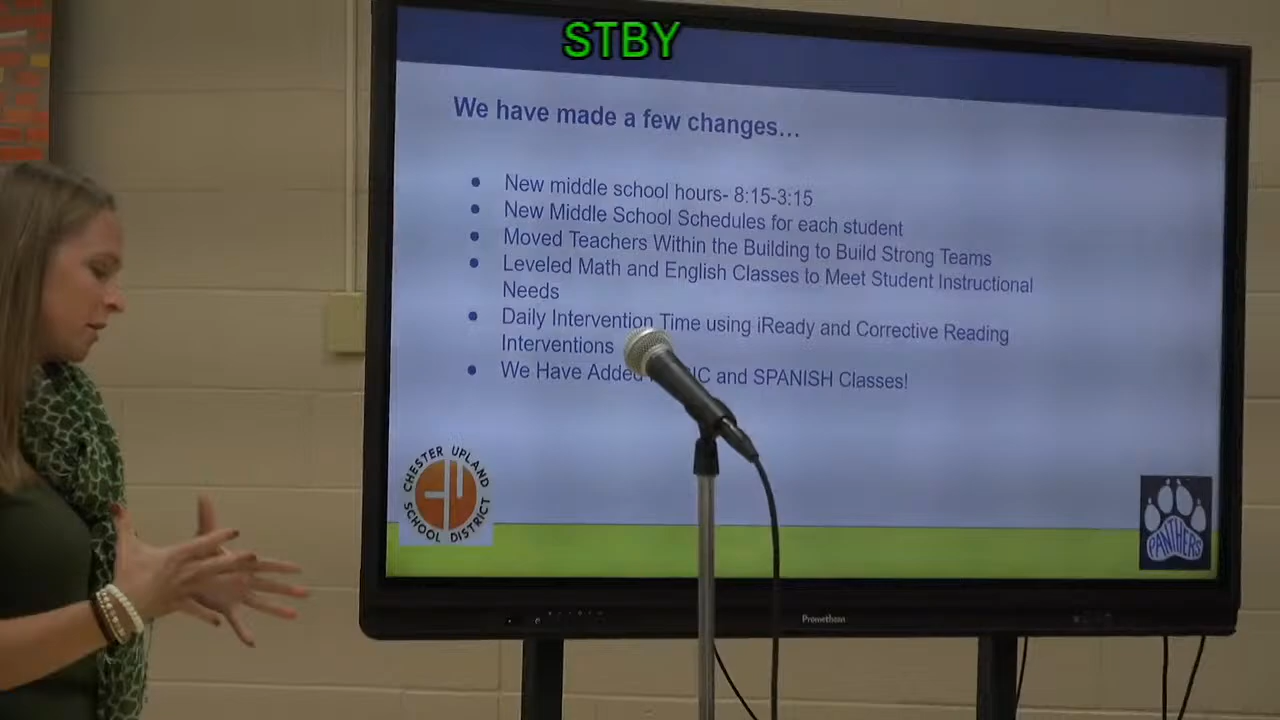 STBY
We have made a few changes...
New middle school hours- 8:15-3:15
New Middle School Schedules for each student
Moved Teachers Within the Building to Build Strong Teams
Leveled Math and English Classes to Meet Student Instructional
Needs
Daily Intervention Time using iReady and Corrective Reading
Interventions
We Have Added IC and SPANISH Classes!
CHESTER UPLAND
SCHOOL DISTRICT
CU
PANTHERS
Promethean